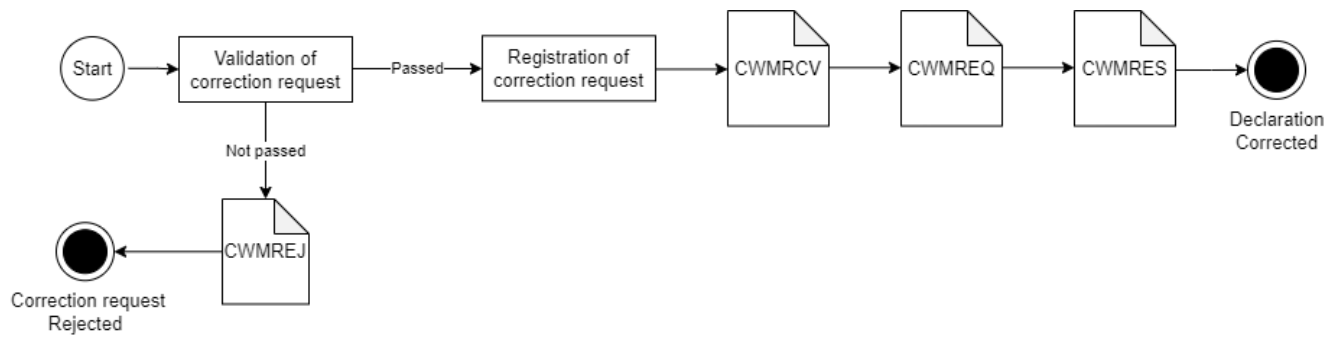 Start
Validation of
correction request
Passed
Registration of
correction request
CWMRCV
CWMREQ
CWMRES
Declaration
Corrected
Not passed
CWMREJ
Correction request
Rejected